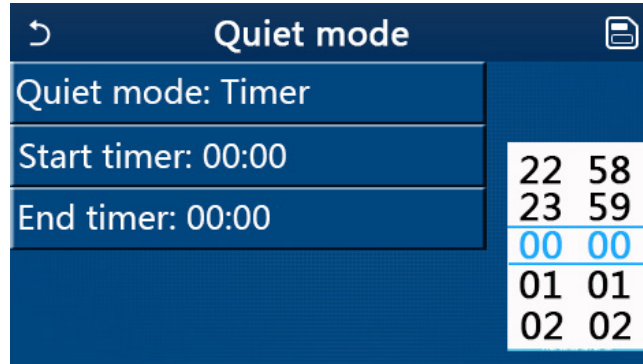 Quiet mode
Quiet mode: Timer
Start timer: 00:00
End timer: 00:00
22 58
23 59
00 00
01 01
02 02